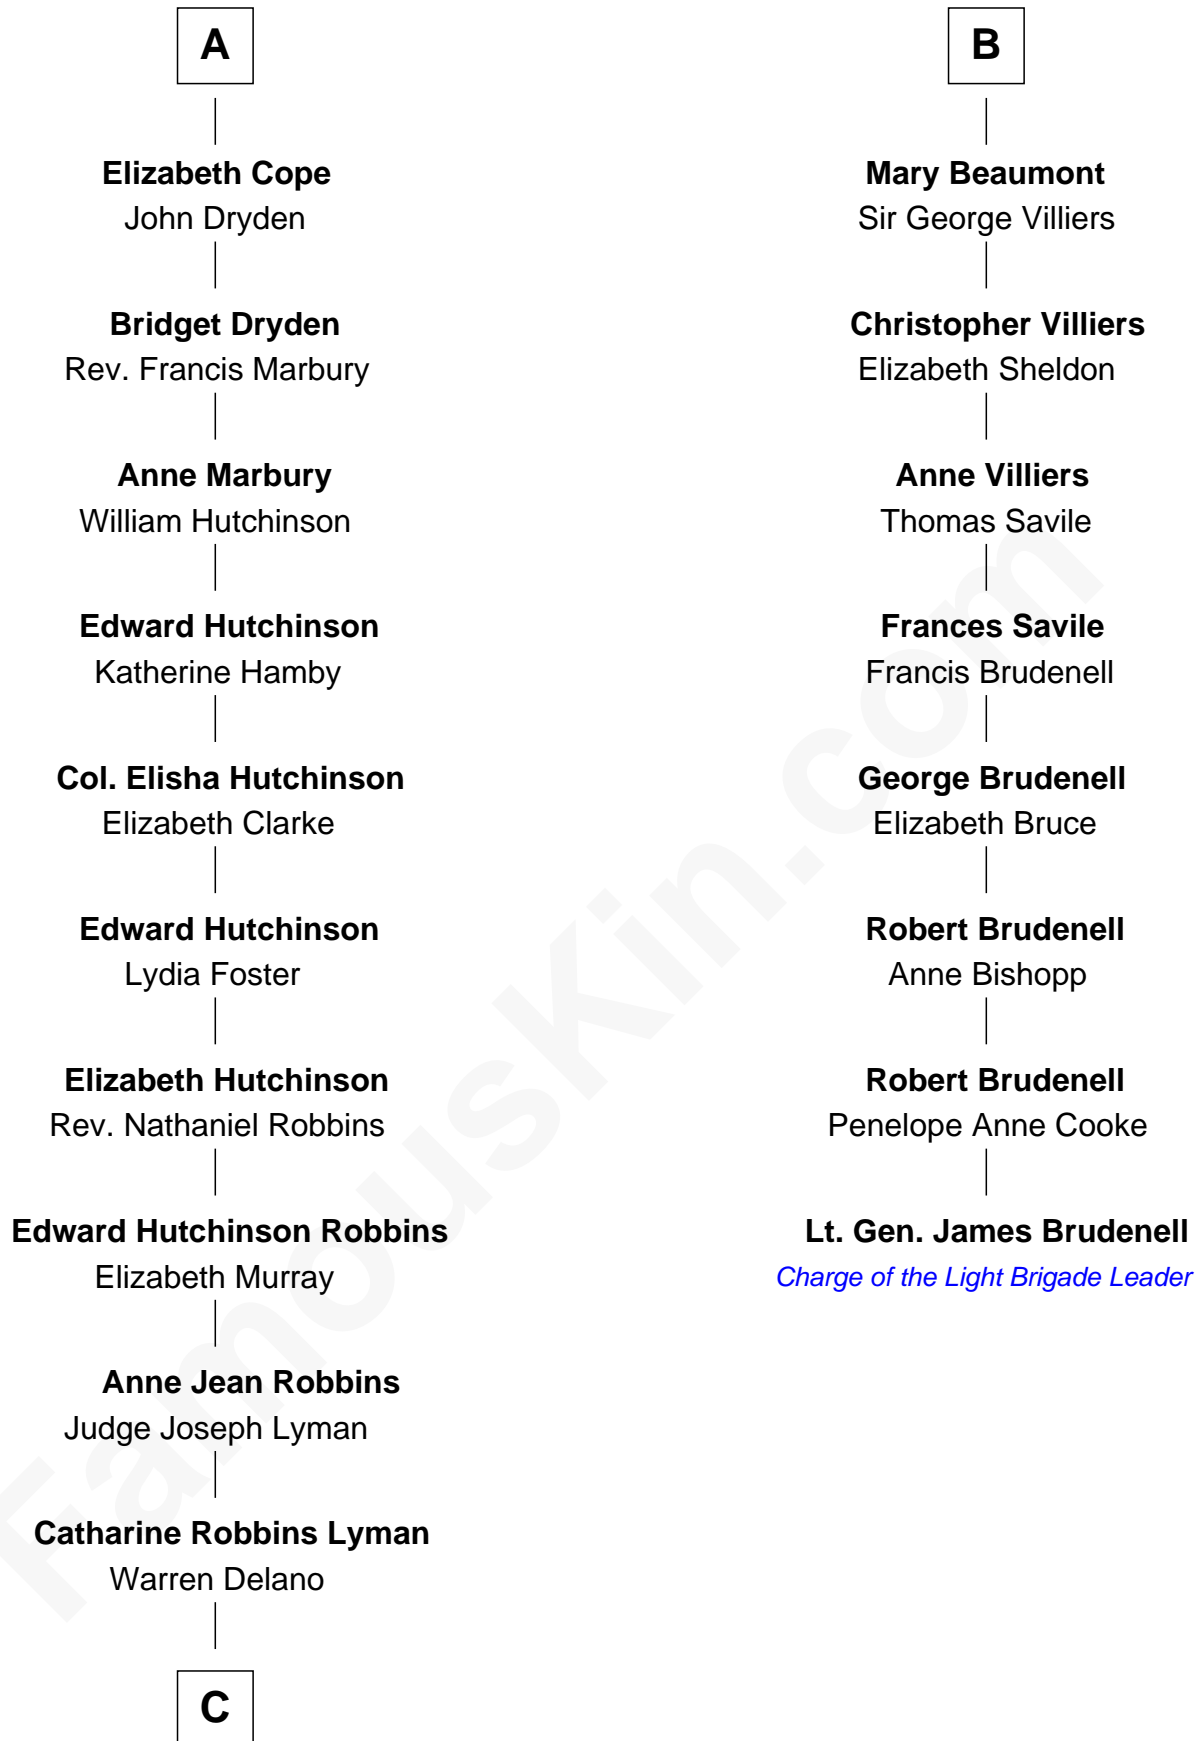 A
Elizabeth Cope
John Dryden
Bridget Dryden
Rev. Francis Marbury
Anne Marbury
William Hutchinson
Edward Hutchinson
Katherine Hamby
Col. Elisha Hutchinson
Elizabeth Clarke
Edward Hutchinson
Lydia Foster
Elizabeth Hutchinson
Rev. Nathaniel Robbins
Edward Hutchinson Robbins
Elizabeth Murray
Anne Jean Robbins
Judge Joseph Lyman
Catharine Robbins Lyman
Warren Delano
C
B
Mary Beaumont
Sir George Villiers
Christopher Villiers
Elizabeth Sheldon
Anne Villiers
Thomas Savile
Frances Savile
Francis Brudenell
George Brudenell
Elizabeth Bruce
Robert Brudenell
Anne Bishopp
Robert Brudenell
Penelope Anne Cooke
Lt. Gen. James Brudenell
Charge of the Light Brigade Leader
FamousKin.com